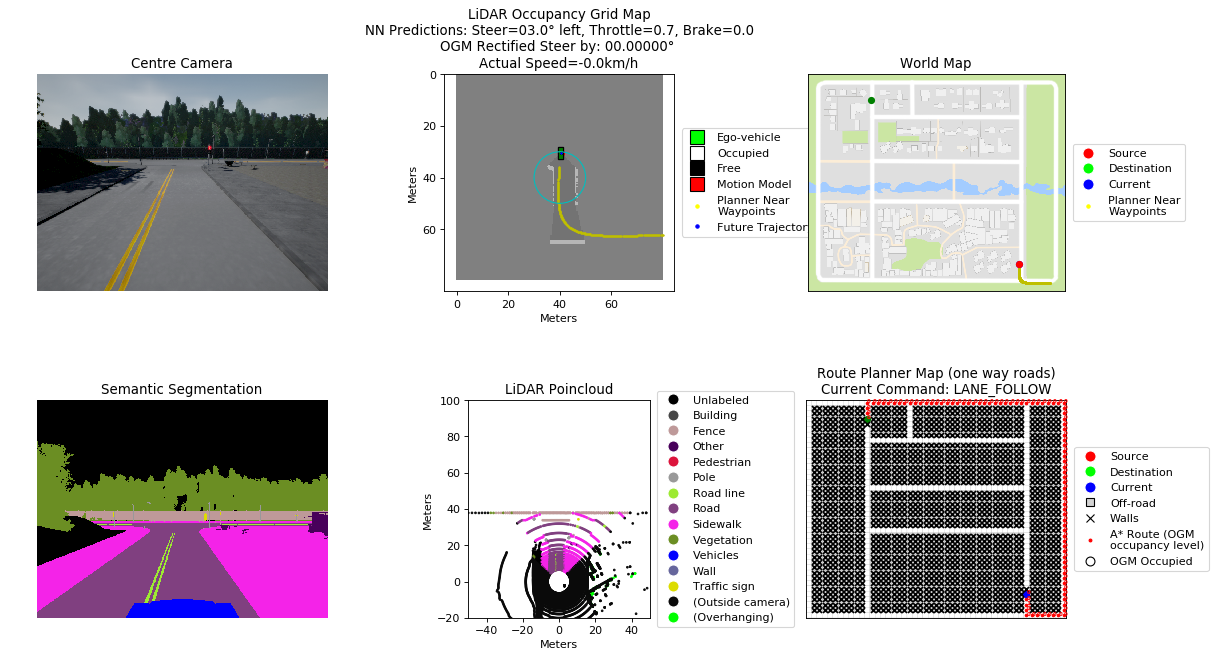 LiDAR Occupancy Grid Map
NN Predictions: Steer=03.0° left, Throttle=0.7, Brake=0.0
OGM Rectified Steer by: 00.00000°
Actual Speed=-0.0km/h
Centre Camera
World Map
0
20
40
60
Meters
0
20
40
60
Meters
Ego-vehicle
Occupied
Free
Motion Model
Planner Near
Waypoints
Future Trajector
Source
Destination
Current
Planner Near
Waypoints
Semantic Segmentation
LiDAR Poincloud
Route Planner Map (one way roads)
Current Command: LANE_FOLLOW
100
80
60
40
20
0
−20
Meters
−40
−20
0
20
40
Meters
Unlabeled
Building
Fence
Other
Pedestrian
Pole
Road line
Road
Sidewalk
Vegetation
Vehicles
Wall
Traffic sign
(Outside camera)
(Overhanging)
Source
Destination
Current
Off-road
Walls
A* Route (OGM
occupancy level)
OGM Occupied